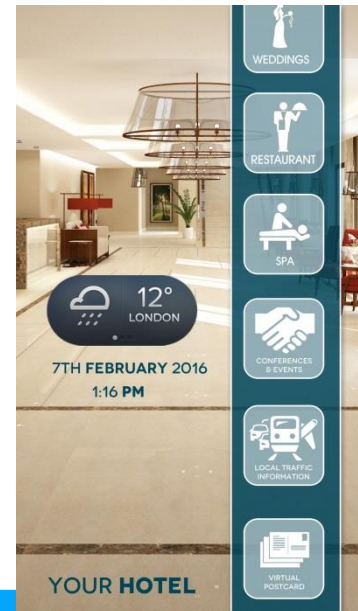 WEDDINGS
RESTAURANT
SPA
12°
LONDON
CONFERENCES
& EVENTS
7TH FEBRUARY 2016
1:16 PM
LOCAL TRAFFIC
INFORMATION
VIRTUAL
POSTCARD
YOUR HOTEL